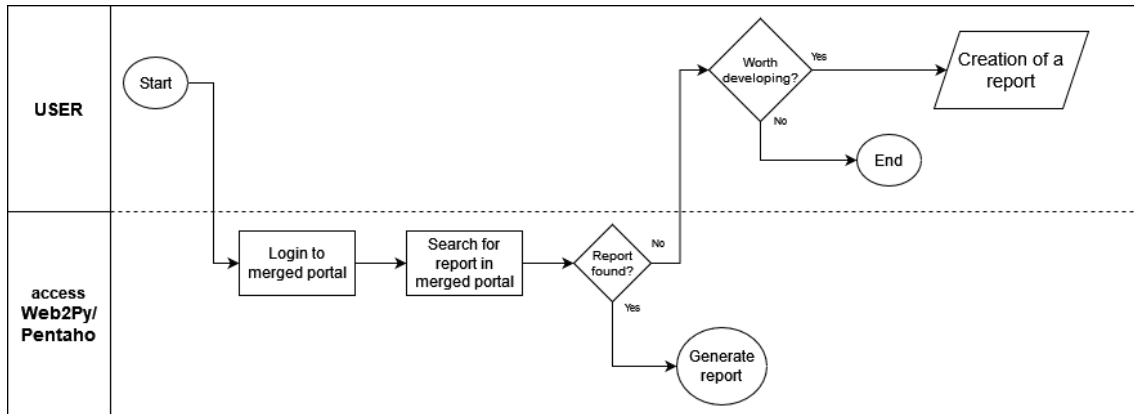 USER
Start
Worth
developing?
Yes
No
Creation of a
report
End
access
Web2Py/
Pentaho
Login to
merged portal
Search for
report in
merged portal
Report
found?
No
Yes
Generate
report